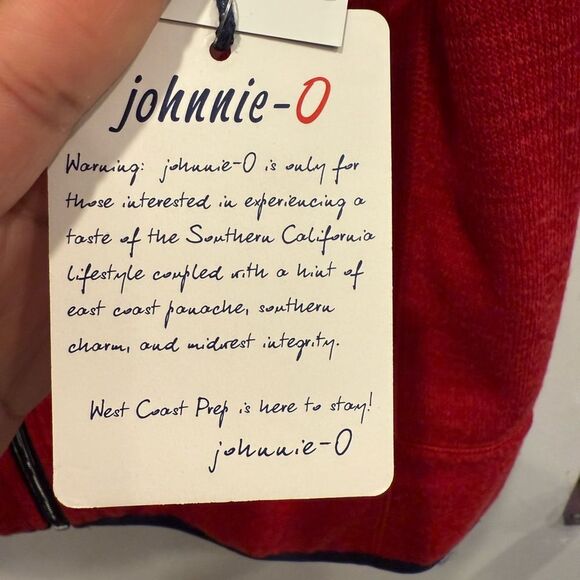 johnnie-O
Warning: johnnie-O is only for
those interested in experiencing a
taste of the Southern California
lifestyle coupled with a hint of
east coast panache, southern
charm, and midwest integrity.
West Coast Prep is here to stay!
johnnie-O